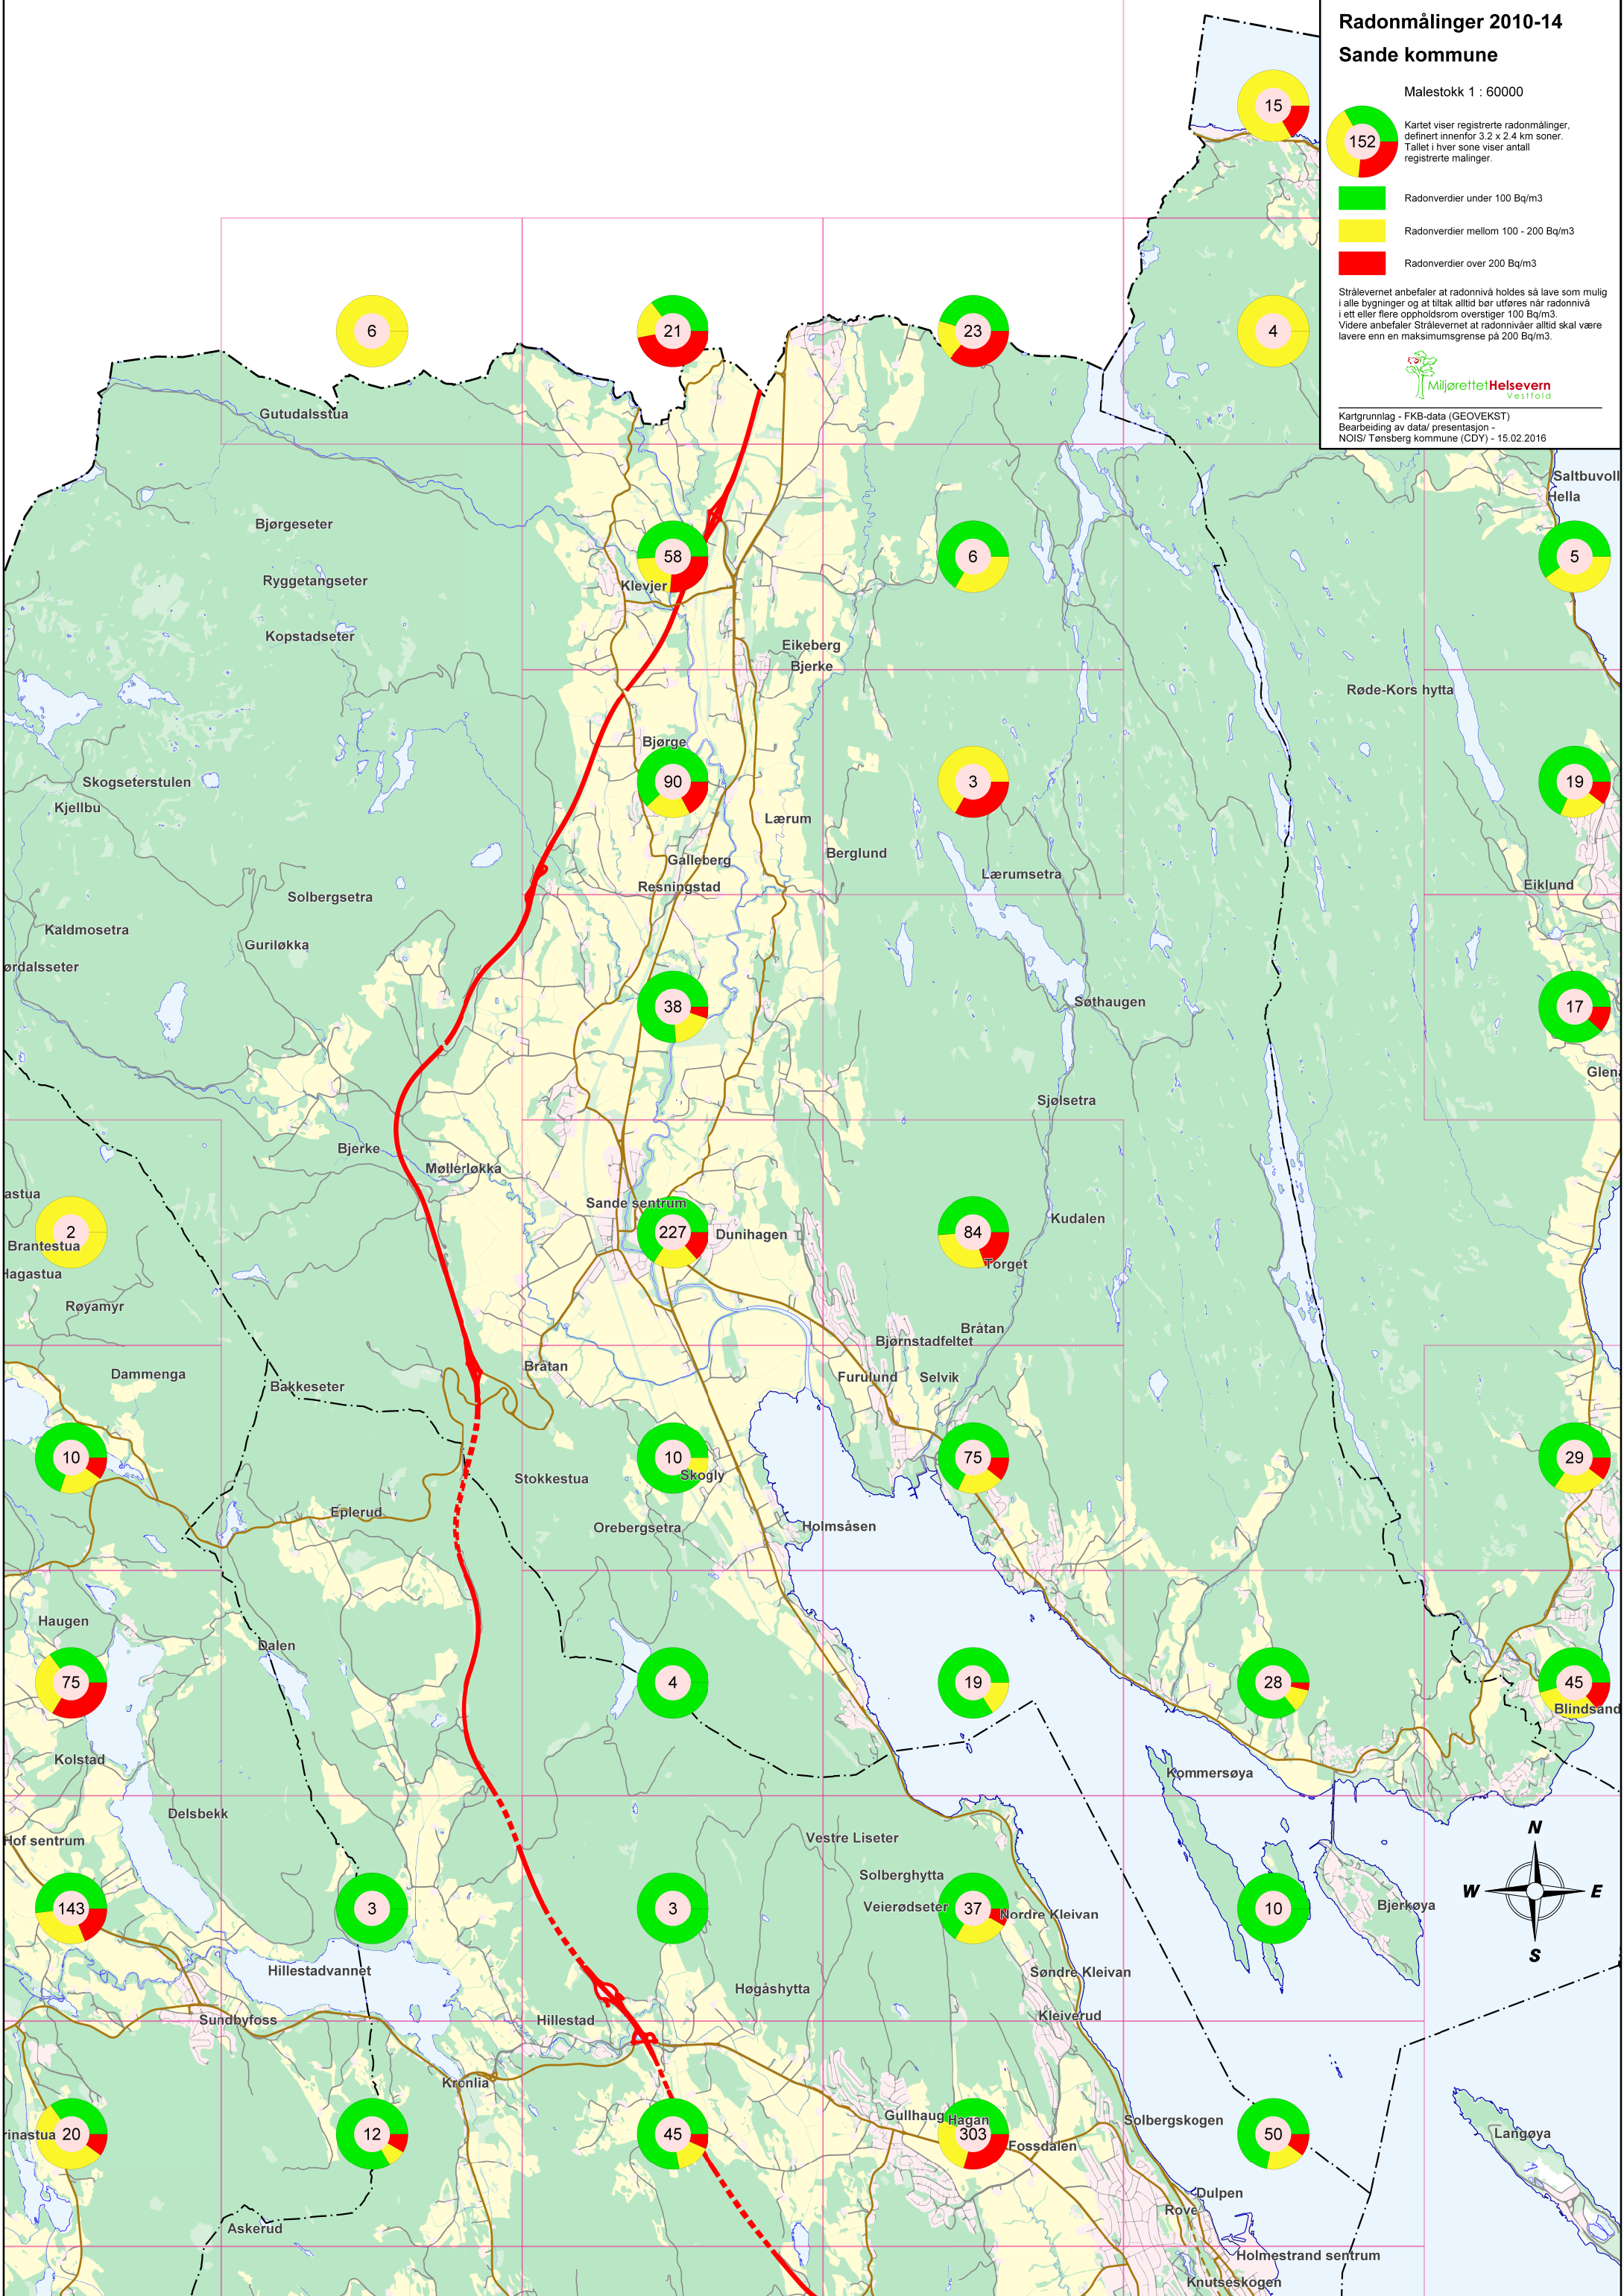 Radonmålinger 2010-14
Sande kommune
Malestokk 1 : 60000
152
Kartet viser registrerte radonmålinger,
definert innenfor 3.2 x 2.4 km soner.
Tallet i hver sone viser antall
registrerte malinger.
Radonverdier under 100 Bq/m3
Radonverdier mellom 100 - 200 Bq/m3
Radonverdier over 200 Bq/m3
Strålevernet anbefaler at radonnivå holdes så lave som mulig
i alle bygninger og at tiltak alltid bør utføres når radonnivå
i ett eller flere oppholdsrom overstiger 100 Bq/m3.
Videre anbefaler Strålevernet at radonnivåer alltid skal være
lavere enn en maksimumsgrense på 200 Bq/m3.
MiljørettetHelsevern
Vestfold
Kartgrunnlag - FKB-data (GEOVEKST)
Bearbeiding av data/ presentasjon -
NOIS/ Tønsberg kommune (CDY) - 15.02.2016
15
6
21
23
4
Gutudalsstua
Saltbuvoll
Hella
Bjørgeseter
58
6
5
Ryggetangseter
Klevjer
Kopstadseter
Eikeberg
Bjerke
Røde-Kors hytta
Bjørge
Skogseterstulen
90
3
19
Kjellbu
Lærum
Berglund
Galleberg
Lærumsetra
Resningstad
Eiklund
Solbergsetra
Kaldmosetra
Guriløkka
ørdalsseter
Søthaugen
38
17
Glena
Sjølsetra
Bjerke
Møllerløkka
astua
Sande sentrum
Kudalen
2
227
Dunihagen
84
Brantestua
Torget
Hagastua
Røyamyr
Bråtan
Bjørnstadfeltet
Bråtan
Dammenga
Furulund
Selvik
Bakkeseter
10
10
75
29
Stokkestua
Skogly
Eplerud
Orebergsetra
Holmsåsen
Haugen
Dalen
75
4
19
28
45
Blindsand
Kolstad
Kommersøya
Delsbekk
Hof sentrum
Vestre Liseter
N
Solberghytta
W
E
143
3
3
Veierødseter
37
Nordre Kleivan
10
Bjerkøya
S
Hillestadvannet
Søndre Kleivan
Høgåshytta
Sundbyfoss
Hillestad
Kleiverud
Kronlia
Gullhaug
Hagan
Solbergskogen
rinastua
20
12
45
303
Fossdalen
50
Langøya
Dulpen
Rove
Askerud
Holmestrand sentrum
Knutseskogen